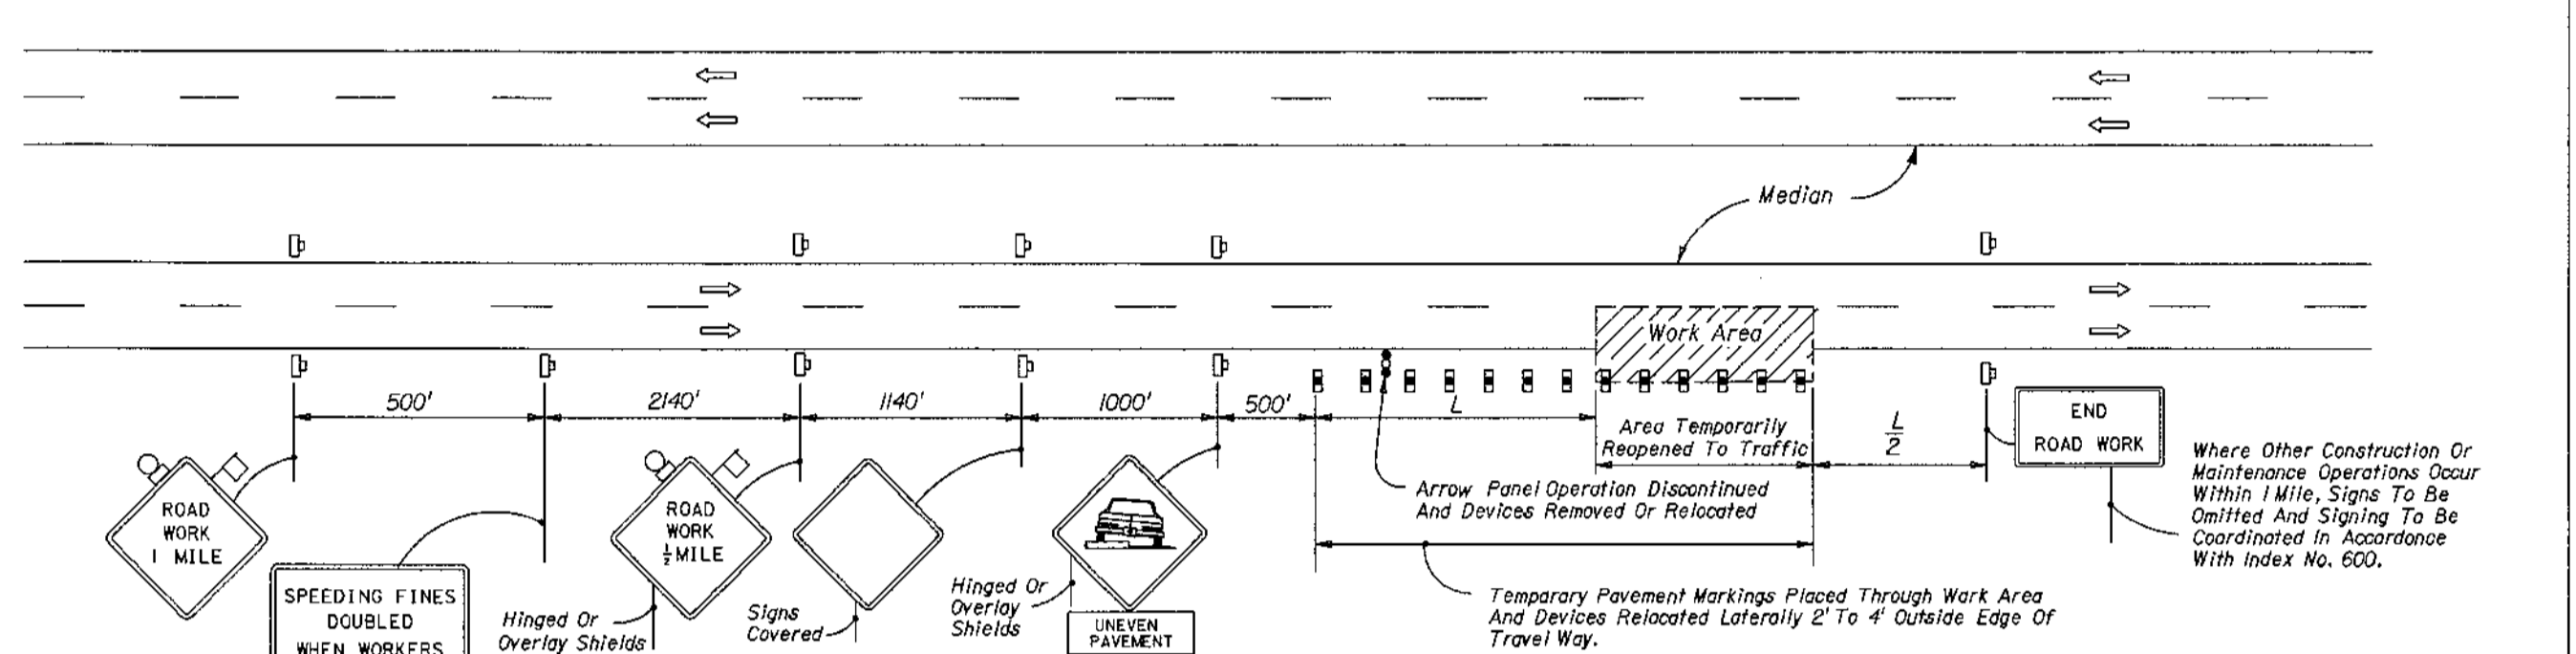 Median
500'
2140'
1140'
1000'
500'
L
Work Area
Area Temporarily
Reopened To Traffic
L
2
END
ROAD WORK
Where Other Construction Or
Maintenance Operations Occur
Within 1 Mile, Signs To Be
Omitted And Signing To Be
Coordinated In Accordance
With Index No. 600.
Arrow Panel Operation Discontinued
And Devices Removed Or Relocated
ROAD
WORK
1 MILE
SPEEDING FINES
DOUBLED
WHEN WORKERS
ROAD
WORK
½ MILE
Hinged Or
Overlay Shields
Signs
Covered
Hinged Or
Overlay
Shields
UNEVEN
PAVEMENT
Temporary Pavement Markings Placed Through Work Area
And Devices Relocated Laterally 2' To 4' Outside Edge Of
Travel Way.